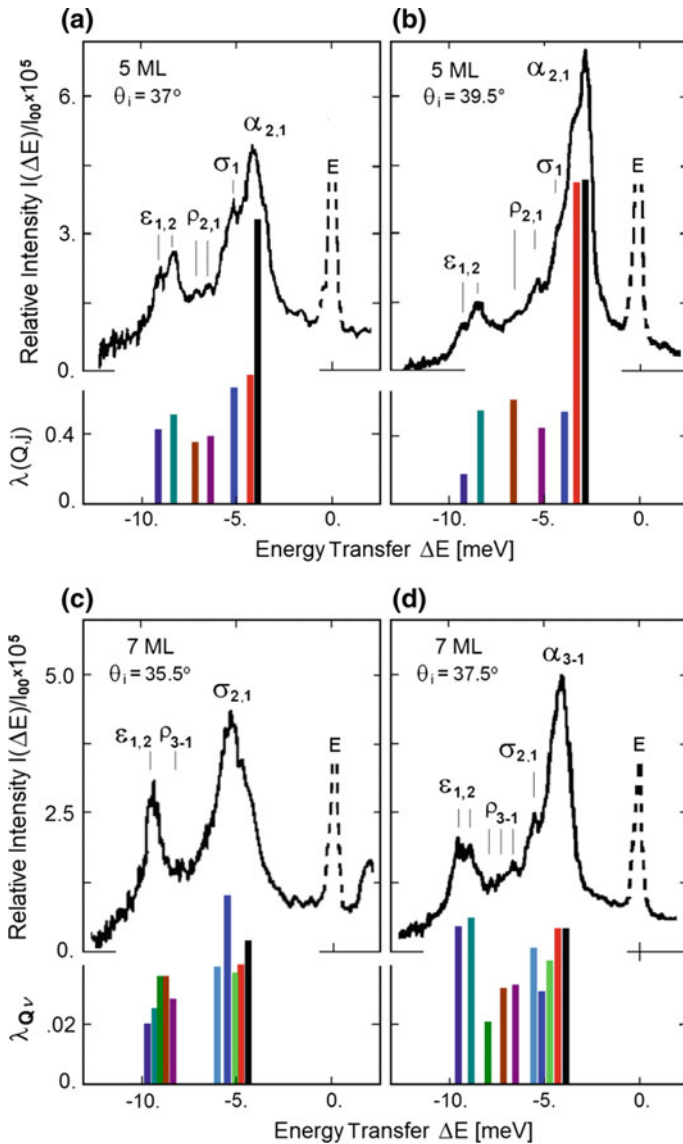 (a)
5 ML
θi = 37°
α2,1
σ1
ρ2,1
ε1,2
E
6.
3.
0.
Relative Intensity I(ΔE)/I00×10⁵
0.4
0.
λ(Q,j)
-10. -5. 0.
(b)
5 ML
θi = 39.5°
α2,1
σ1
ρ2,1
ε1,2
E
-10. -5. 0.
Energy Transfer ΔE [meV]
(c)
7 ML
θi = 35.5°
σ2,1
ε1,2 ρ3-1
E
5.0
2.5
0.
Relative Intensity I(ΔE)/I00×10⁵
.02
0.
λQν
-10. -5. 0.
(d)
7 ML
θi = 37.5°
α3-1
σ2,1
ε1,2
ρ3-1
E
-10. -5. 0.
Energy Transfer ΔE [meV]